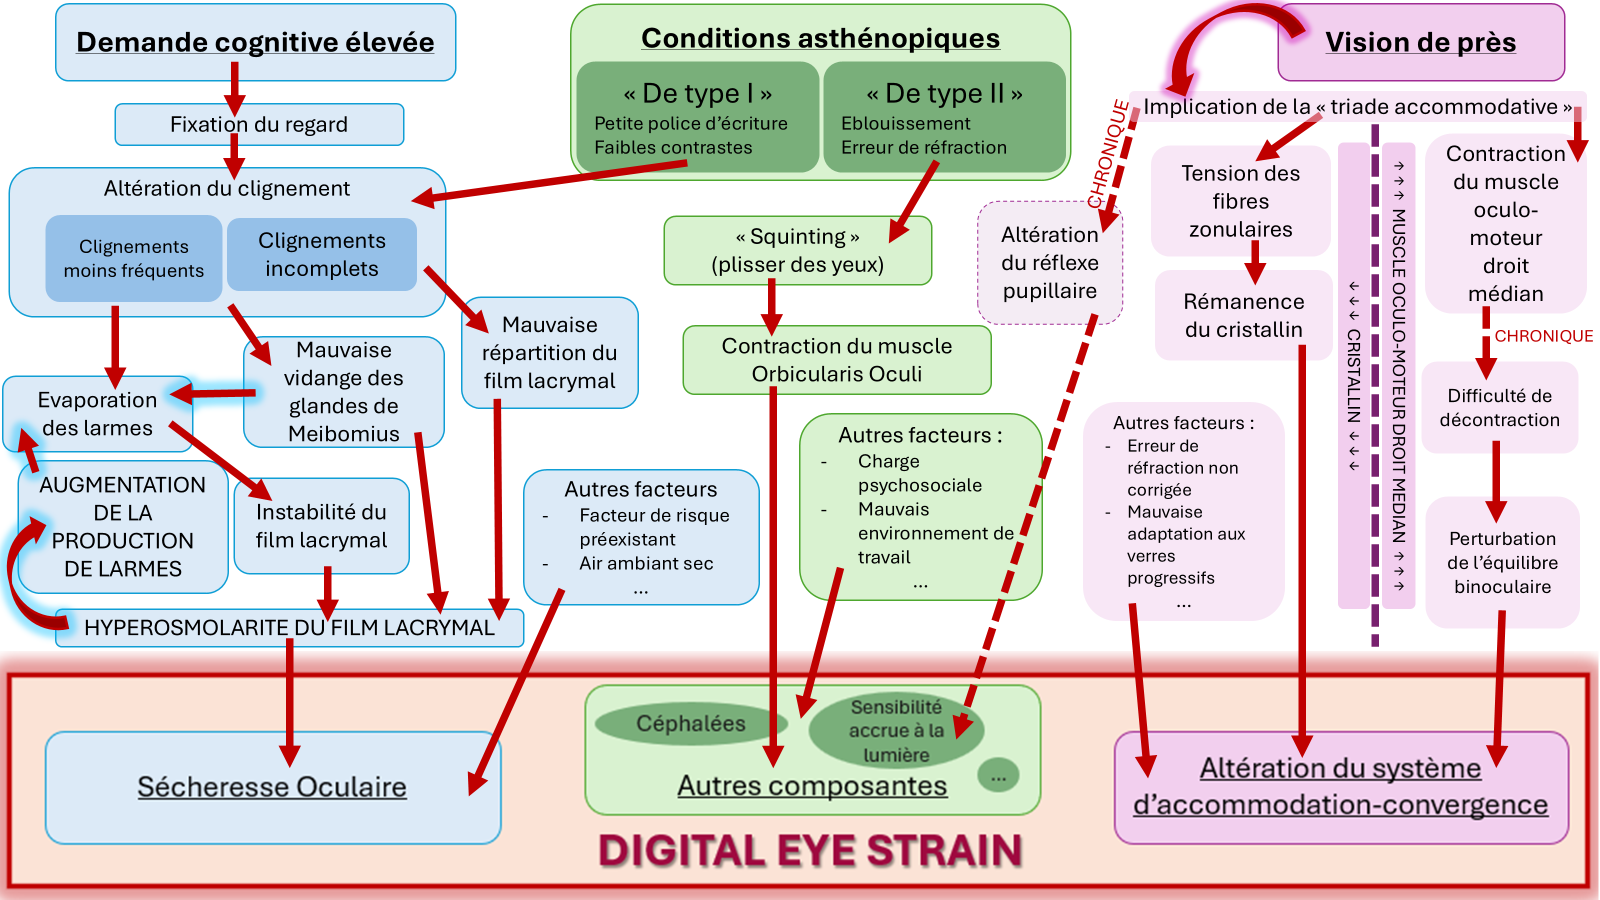 Demande cognitive élevée
Fixation du regard
Altération du clignement
Clignements
moins fréquents
Clignements
incomplets
Mauvaise
répartition du
film lacrymal
Mauvaise
vidange des
glandes de
Meibomius
Evaporation
des larmes
AUGMENTATION
DE LA
PRODUCTION
DE LARMES
Instabilité du
film lacrymal
HYPEROSMOLARITE DU FILM LACRYMAL
Autres facteurs
- Facteur de risque
préexistant
- Air ambiant sec
...
Conditions asthénopiques
« De type I »
Petite police d'écriture
Faibles contrastes
« De type II »
Eblouissement
Erreur de réfraction
« Squinting »
(plisser des yeux)
Contraction du muscle
Orbicularis Oculi
Autres facteurs :
- Charge
psychosociale
- Mauvais
environnement de
travail
...
Vision de près
Implication de la « triade accommodative »
CHRONIQUE
Altération
du réflexe
pupillaire
Tension des
fibres
zonulaires
Rémanence
du cristallin
Autres facteurs :
- Erreur de
réfraction non
corrigée
- Mauvaise
adaptation aux
verres
progressifs
...
↓ ↓ ↓ CRISTALLIN ↓ ↓ ↓
↑ ↑ ↑ MUSCLE OCULO-MOTEUR DROIT MEDIAN ↑ ↑ ↑
Contraction
du muscle
oculo-
moteur
droit
médian
CHRONIQUE
Difficulté de
décontraction
Perturbation
de l'équilibre
binoculaire
Sécheresse Oculaire
Céphalées
Sensibilité
accrue à la
lumière
...
Autres composantes
Altération du système
d'accommodation-convergence
DIGITAL EYE STRAIN